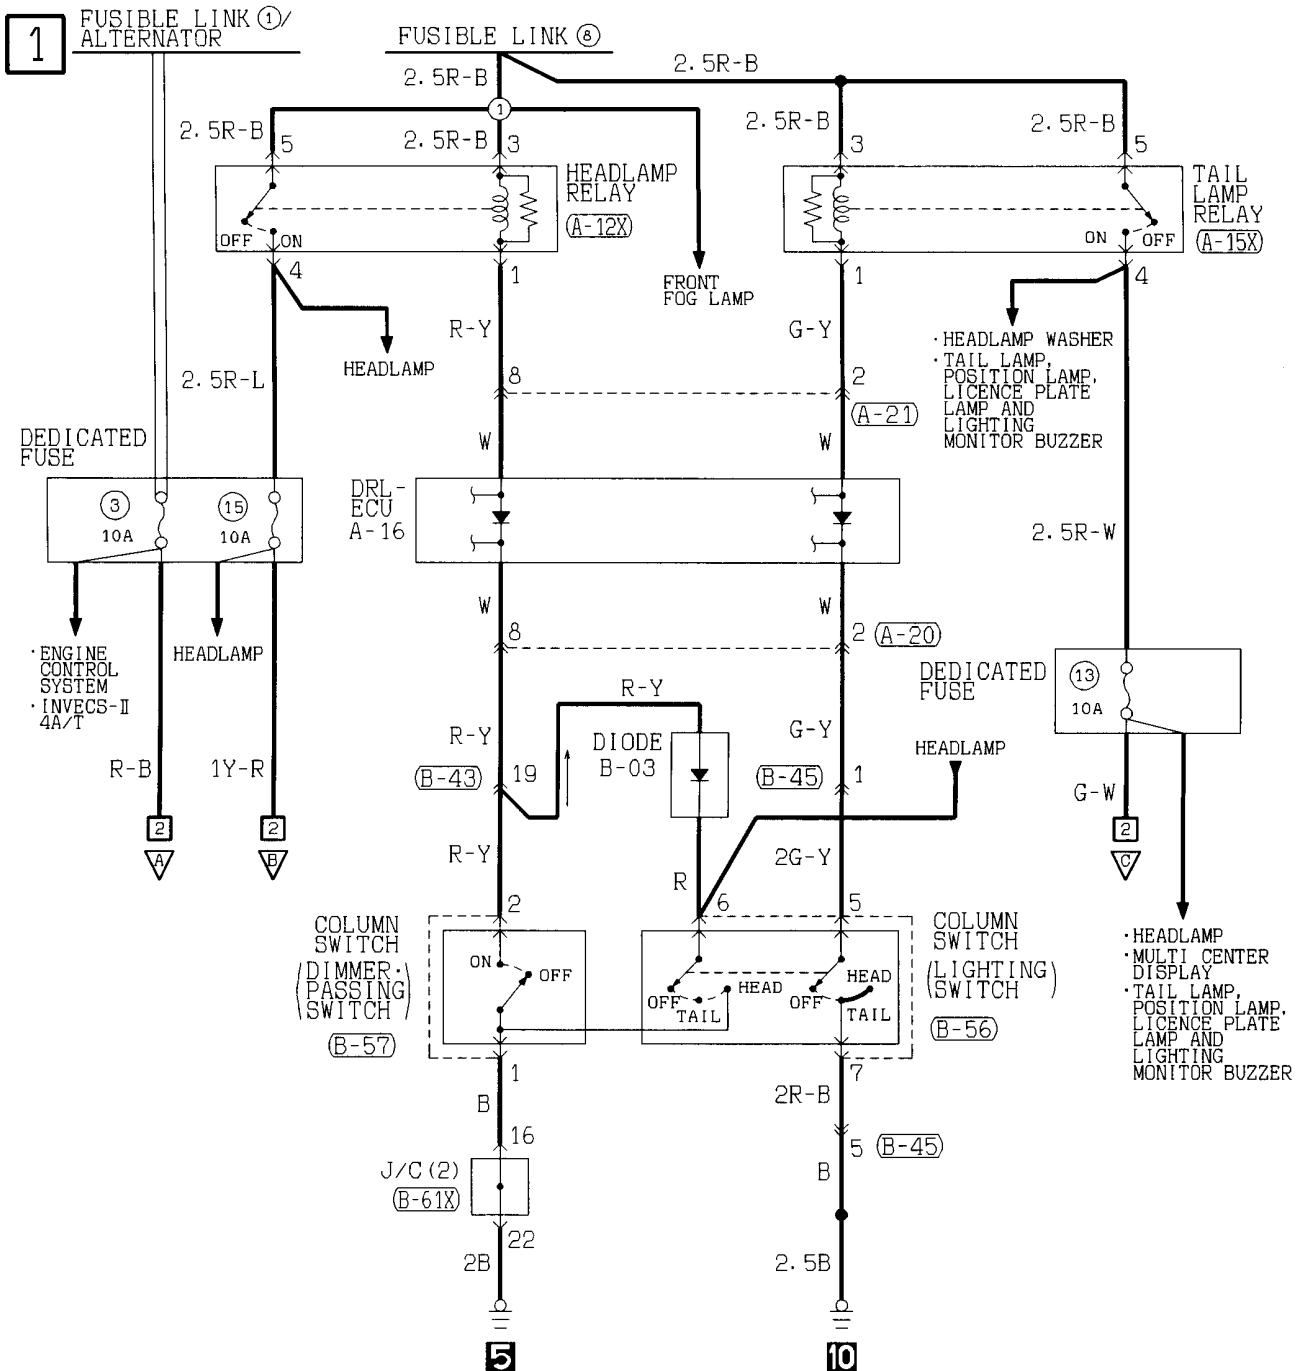 1
FUSIBLE LINK ①/
ALTERNATOR
FUSIBLE LINK ⑧
2.5R-B
2.5R-B
1
2.5R-B
5
2.5R-B
3
2.5R-B
3
2.5R-B
5
HEADLAMP
RELAY
A-12X
TAIL
LAMP
RELAY
A-15X
OFF
ON
ON
OFF
4
1
FRONT
FOG LAMP
1
4
R-Y
G-Y
HEADLAMP
·HEADLAMP WASHER
·TAIL LAMP,
POSITION LAMP,
LICENCE PLATE
LAMP AND
LIGHTING
MONITOR BUZZER
2.5R-L
8
2
A-21
DEDICATED
FUSE
W
W
3
10A
15
10A
DRL-
ECU
A-16
2.5R-W
W
W
8
2
A-20
·ENGINE
CONTROL
SYSTEM
·INVECS-Ⅱ
4A/T
HEADLAMP
DEDICATED
FUSE
13
10A
R-Y
R-Y
DIODE
B-03
G-Y
HEADLAMP
R-B
1Y-R
B-43
19
B-45
1
G-W
2
2
2
A
B
C
R-Y
R
2G-Y
2
6
5
COLUMN
SWITCH
(DIMMER·
PASSING
SWITCH)
B-57
ON
OFF
OFF
TAIL
HEAD
OFF
HEAD
TAIL
COLUMN
SWITCH
(LIGHTING
SWITCH)
B-56
·HEADLAMP
·MULTI CENTER
DISPLAY
·TAIL LAMP,
POSITION LAMP,
LICENCE PLATE
LAMP AND
LIGHTING
MONITOR BUZZER
1
7
B
2R-B
16
5
B-45
J/C(2)
B-61X
B
22
2B
2.5B
5
10